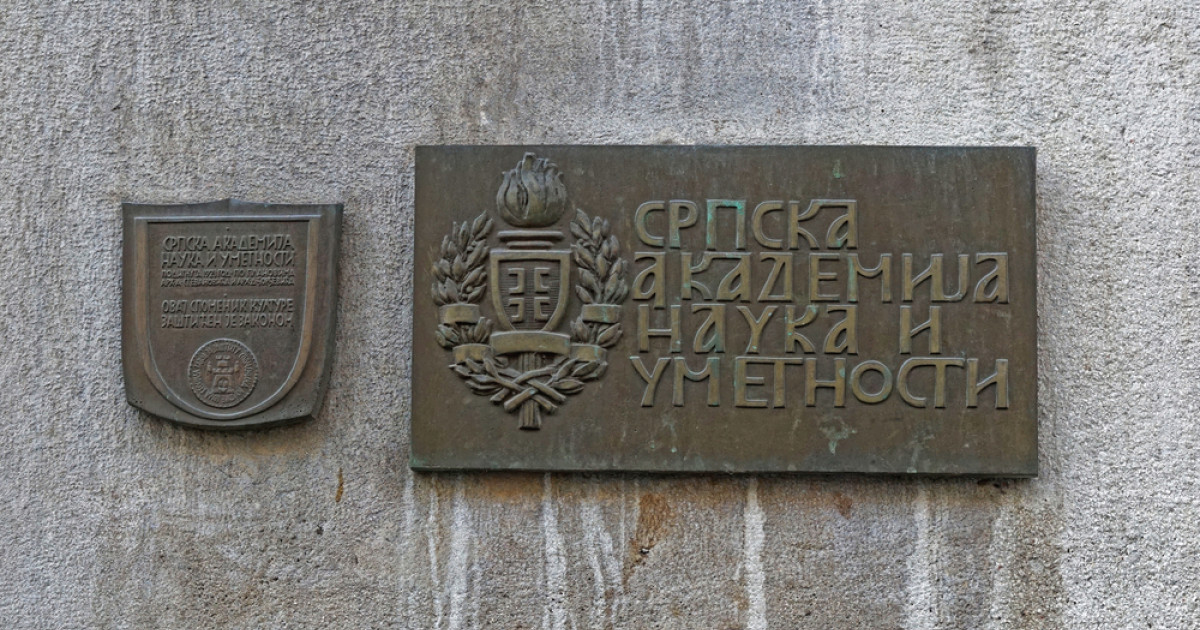 СРПСКА АКАДЕМИЈА
НАУКА И УМЕТНОСТИ
ОВАЈ СПОМЕНИК КУЛТУРЕ
ЗАШТИЋЕН ЈЕ ЗАКОНОМ
СРПСКА
АКАДЕМИЈА
НАУКА И
УМЕТНОСТИ